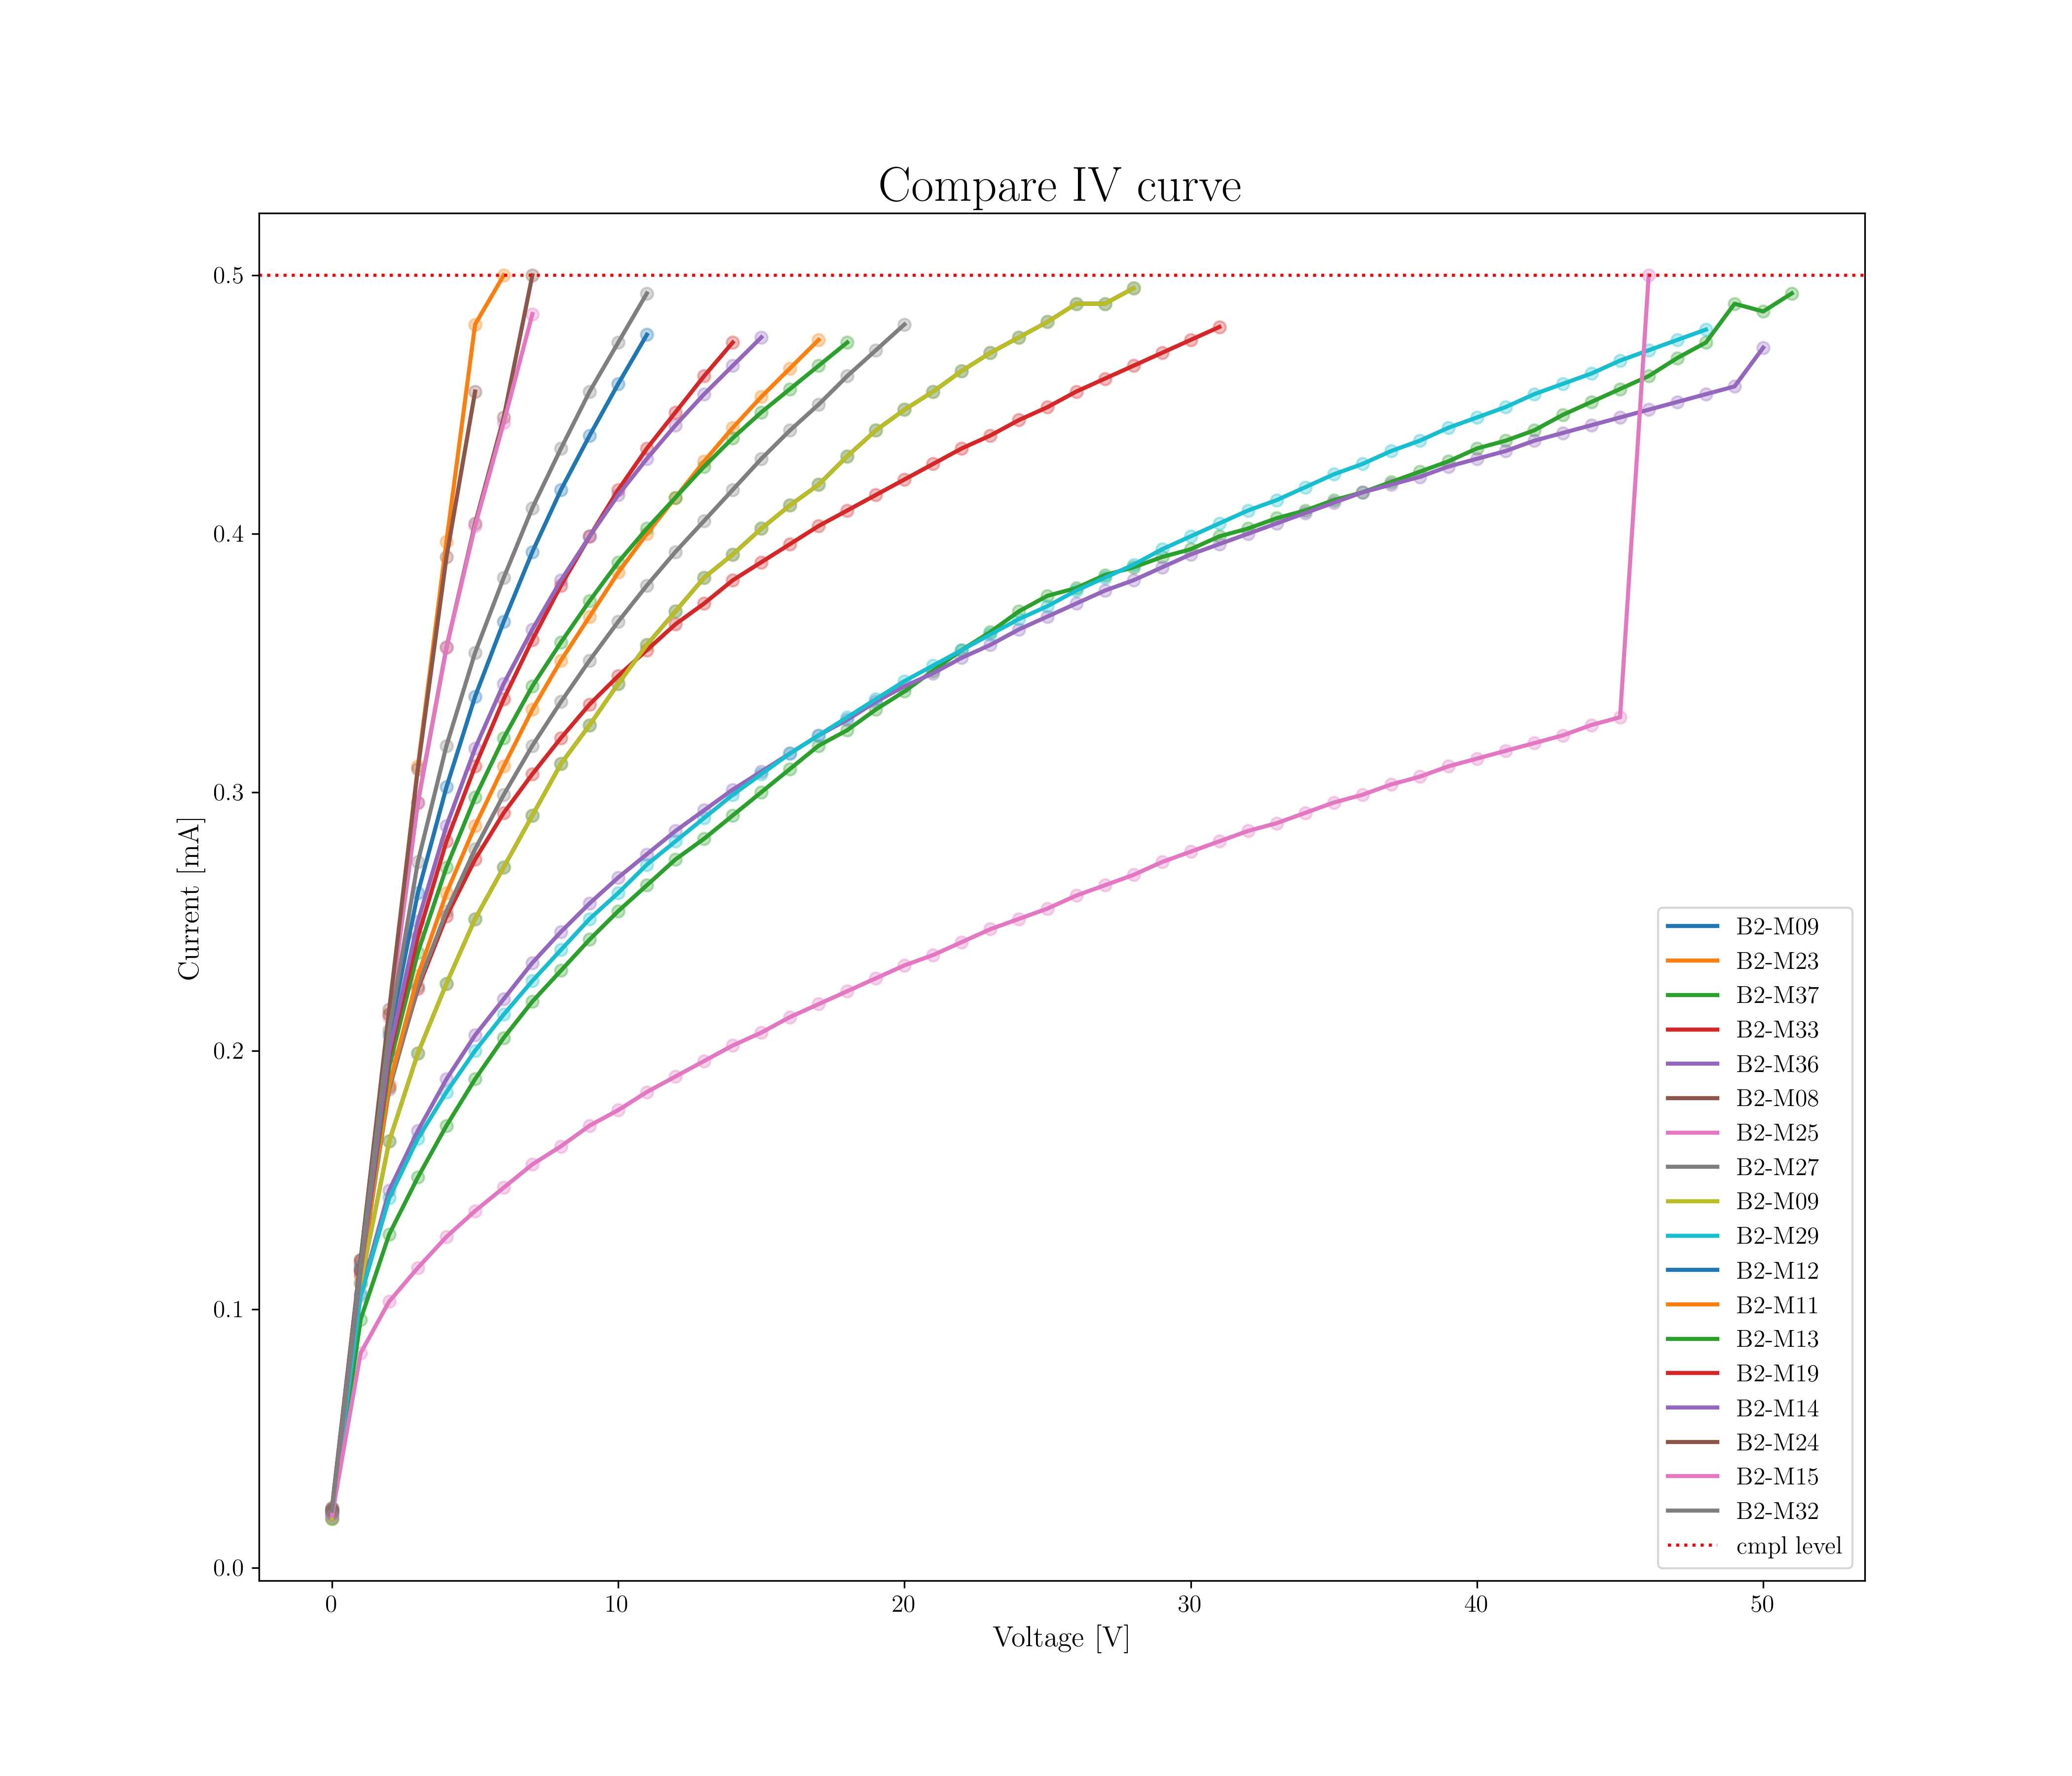 Compare IV curve
0.5
0.4
0.3
0.2
0.1
0.0
Current [mA]
0 10 20 30 40 50
Voltage [V]
B2-M09
B2-M23
B2-M37
B2-M33
B2-M36
B2-M08
B2-M25
B2-M27
B2-M09
B2-M29
B2-M12
B2-M11
B2-M13
B2-M19
B2-M14
B2-M24
B2-M15
B2-M32
cmpl level